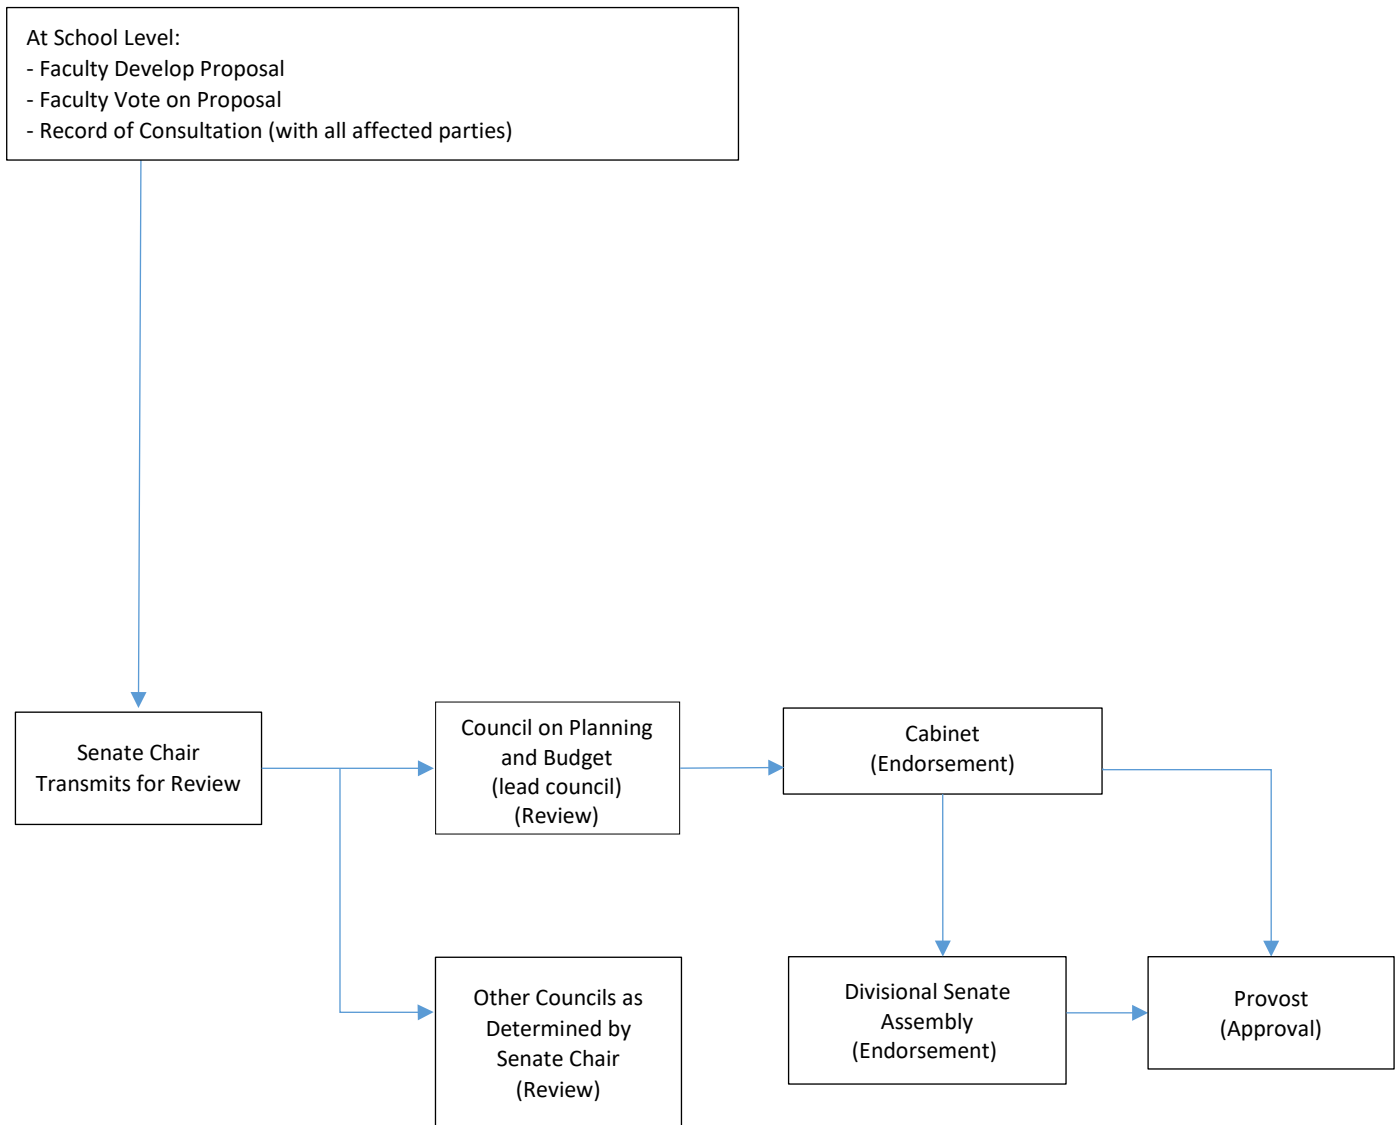 At School Level:
- Faculty Develop Proposal
- Faculty Vote on Proposal
- Record of Consultation (with all affected parties)
Senate Chair
Transmits for Review
Council on Planning
and Budget
(lead council)
(Review)
Cabinet
(Endorsement)
Other Councils as
Determined by
Senate Chair
(Review)
Divisional Senate
Assembly
(Endorsement)
Provost
(Approval)